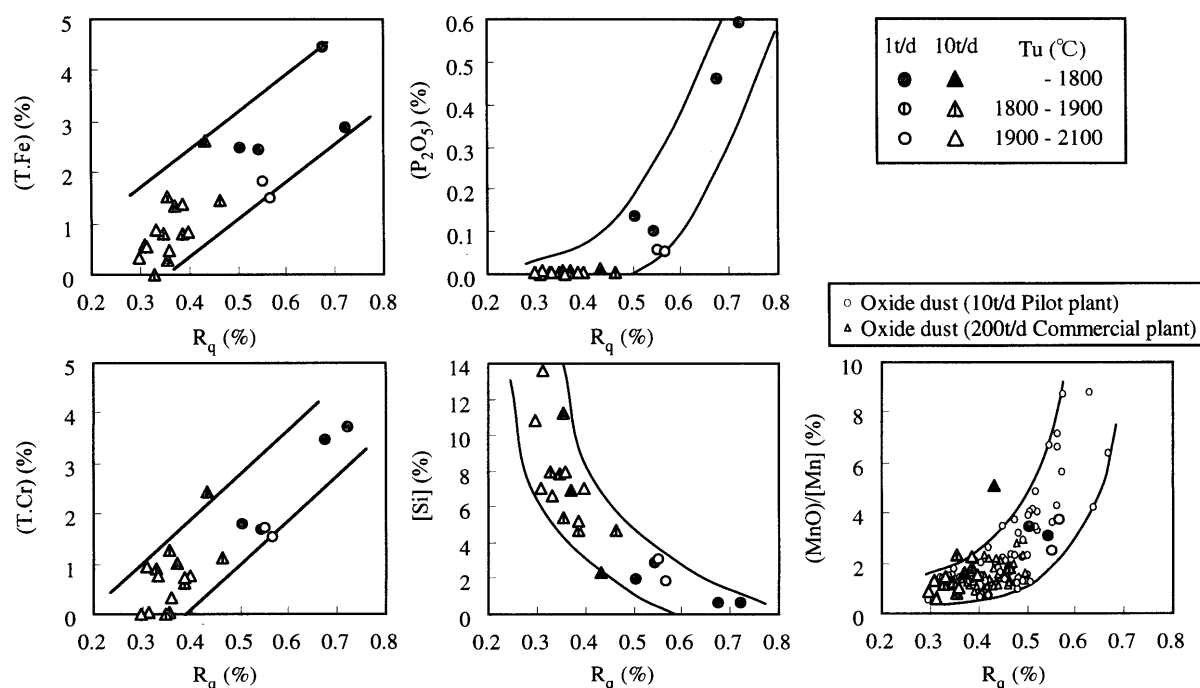 5
4
3
2
1
0
(T.Fe) (%)
0.2 0.3 0.4 0.5 0.6 0.7 0.8
R_q (%)
0.6
0.5
0.4
0.3
0.2
0.1
0.0
(P₂O₅) (%)
0.2 0.3 0.4 0.5 0.6 0.7 0.8
R_q (%)
1t/d 10t/d Tu (℃)
- 1800
1800 - 1900
1900 - 2100
5
4
3
2
1
0
(T.Cr) (%)
0.2 0.3 0.4 0.5 0.6 0.7 0.8
R_q (%)
14
12
10
8
6
4
2
0
[Si] (%)
0.2 0.3 0.4 0.5 0.6 0.7 0.8
R_q (%)
Oxide dust (10t/d Pilot plant)
Oxide dust (200t/d Commercial plant)
10
8
6
4
2
0
(MnO)/[Mn] (%)
0.2 0.3 0.4 0.5 0.6 0.7 0.8
R_q (%)